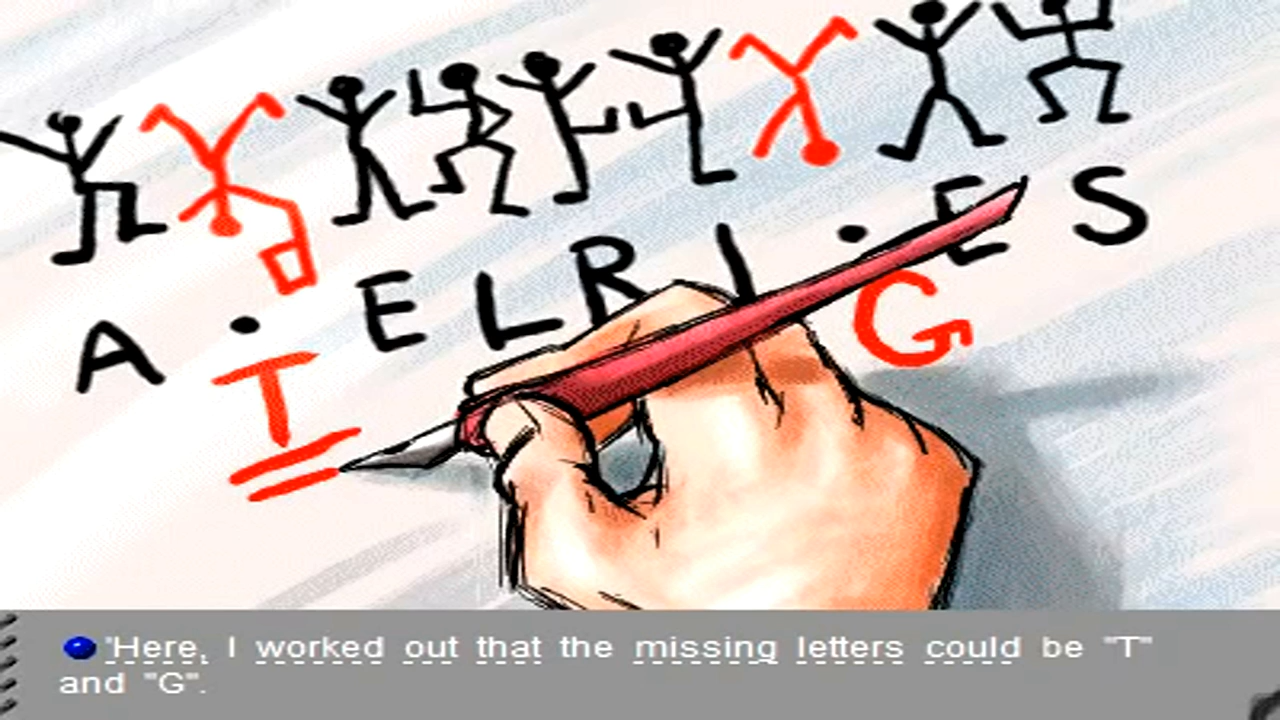 A · E L R I · E S
T G
"Here, I worked out that the missing letters could be "T"
and "G".